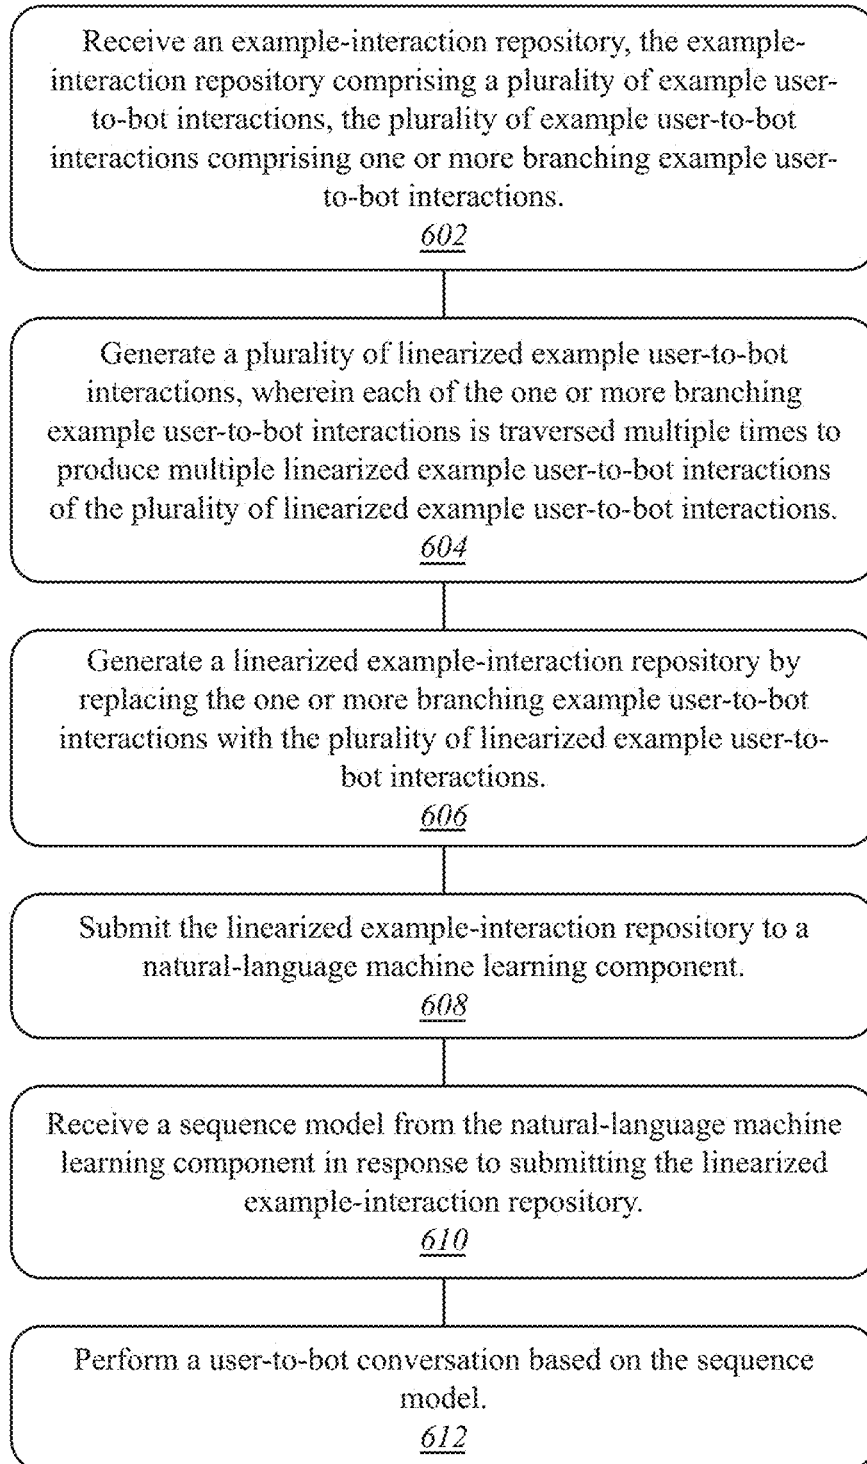 Receive an example-interaction repository, the example-
interaction repository comprising a plurality of example user-
to-bot interactions, the plurality of example user-to-bot
interactions comprising one or more branching example user-
to-bot interactions.
602
Generate a plurality of linearized example user-to-bot
interactions, wherein each of the one or more branching
example user-to-bot interactions is traversed multiple times to
produce multiple linearized example user-to-bot interactions
of the plurality of linearized example user-to-bot interactions.
604
Generate a linearized example-interaction repository by
replacing the one or more branching example user-to-bot
interactions with the plurality of linearized example user-to-
bot interactions.
606
Submit the linearized example-interaction repository to a
natural-language machine learning component.
608
Receive a sequence model from the natural-language machine
learning component in response to submitting the linearized
example-interaction repository.
610
Perform a user-to-bot conversation based on the sequence
model.
612